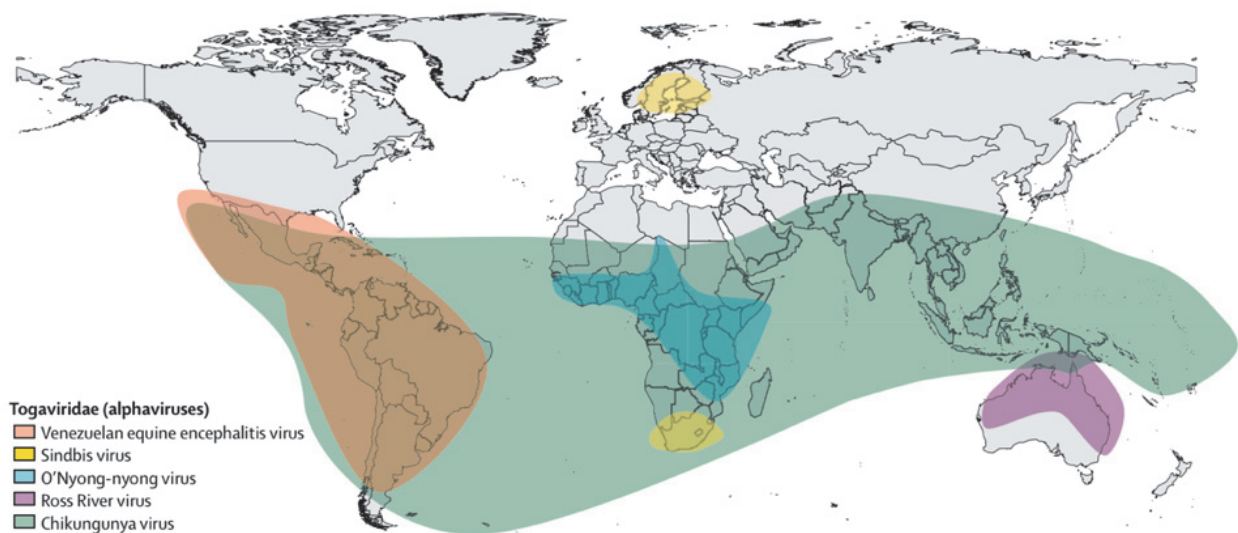 Togaviridae (alphaviruses)
Venezuelan equine encephalitis virus
Sindbis virus
O’Nyong-nyong virus
Ross River virus
Chikungunya virus